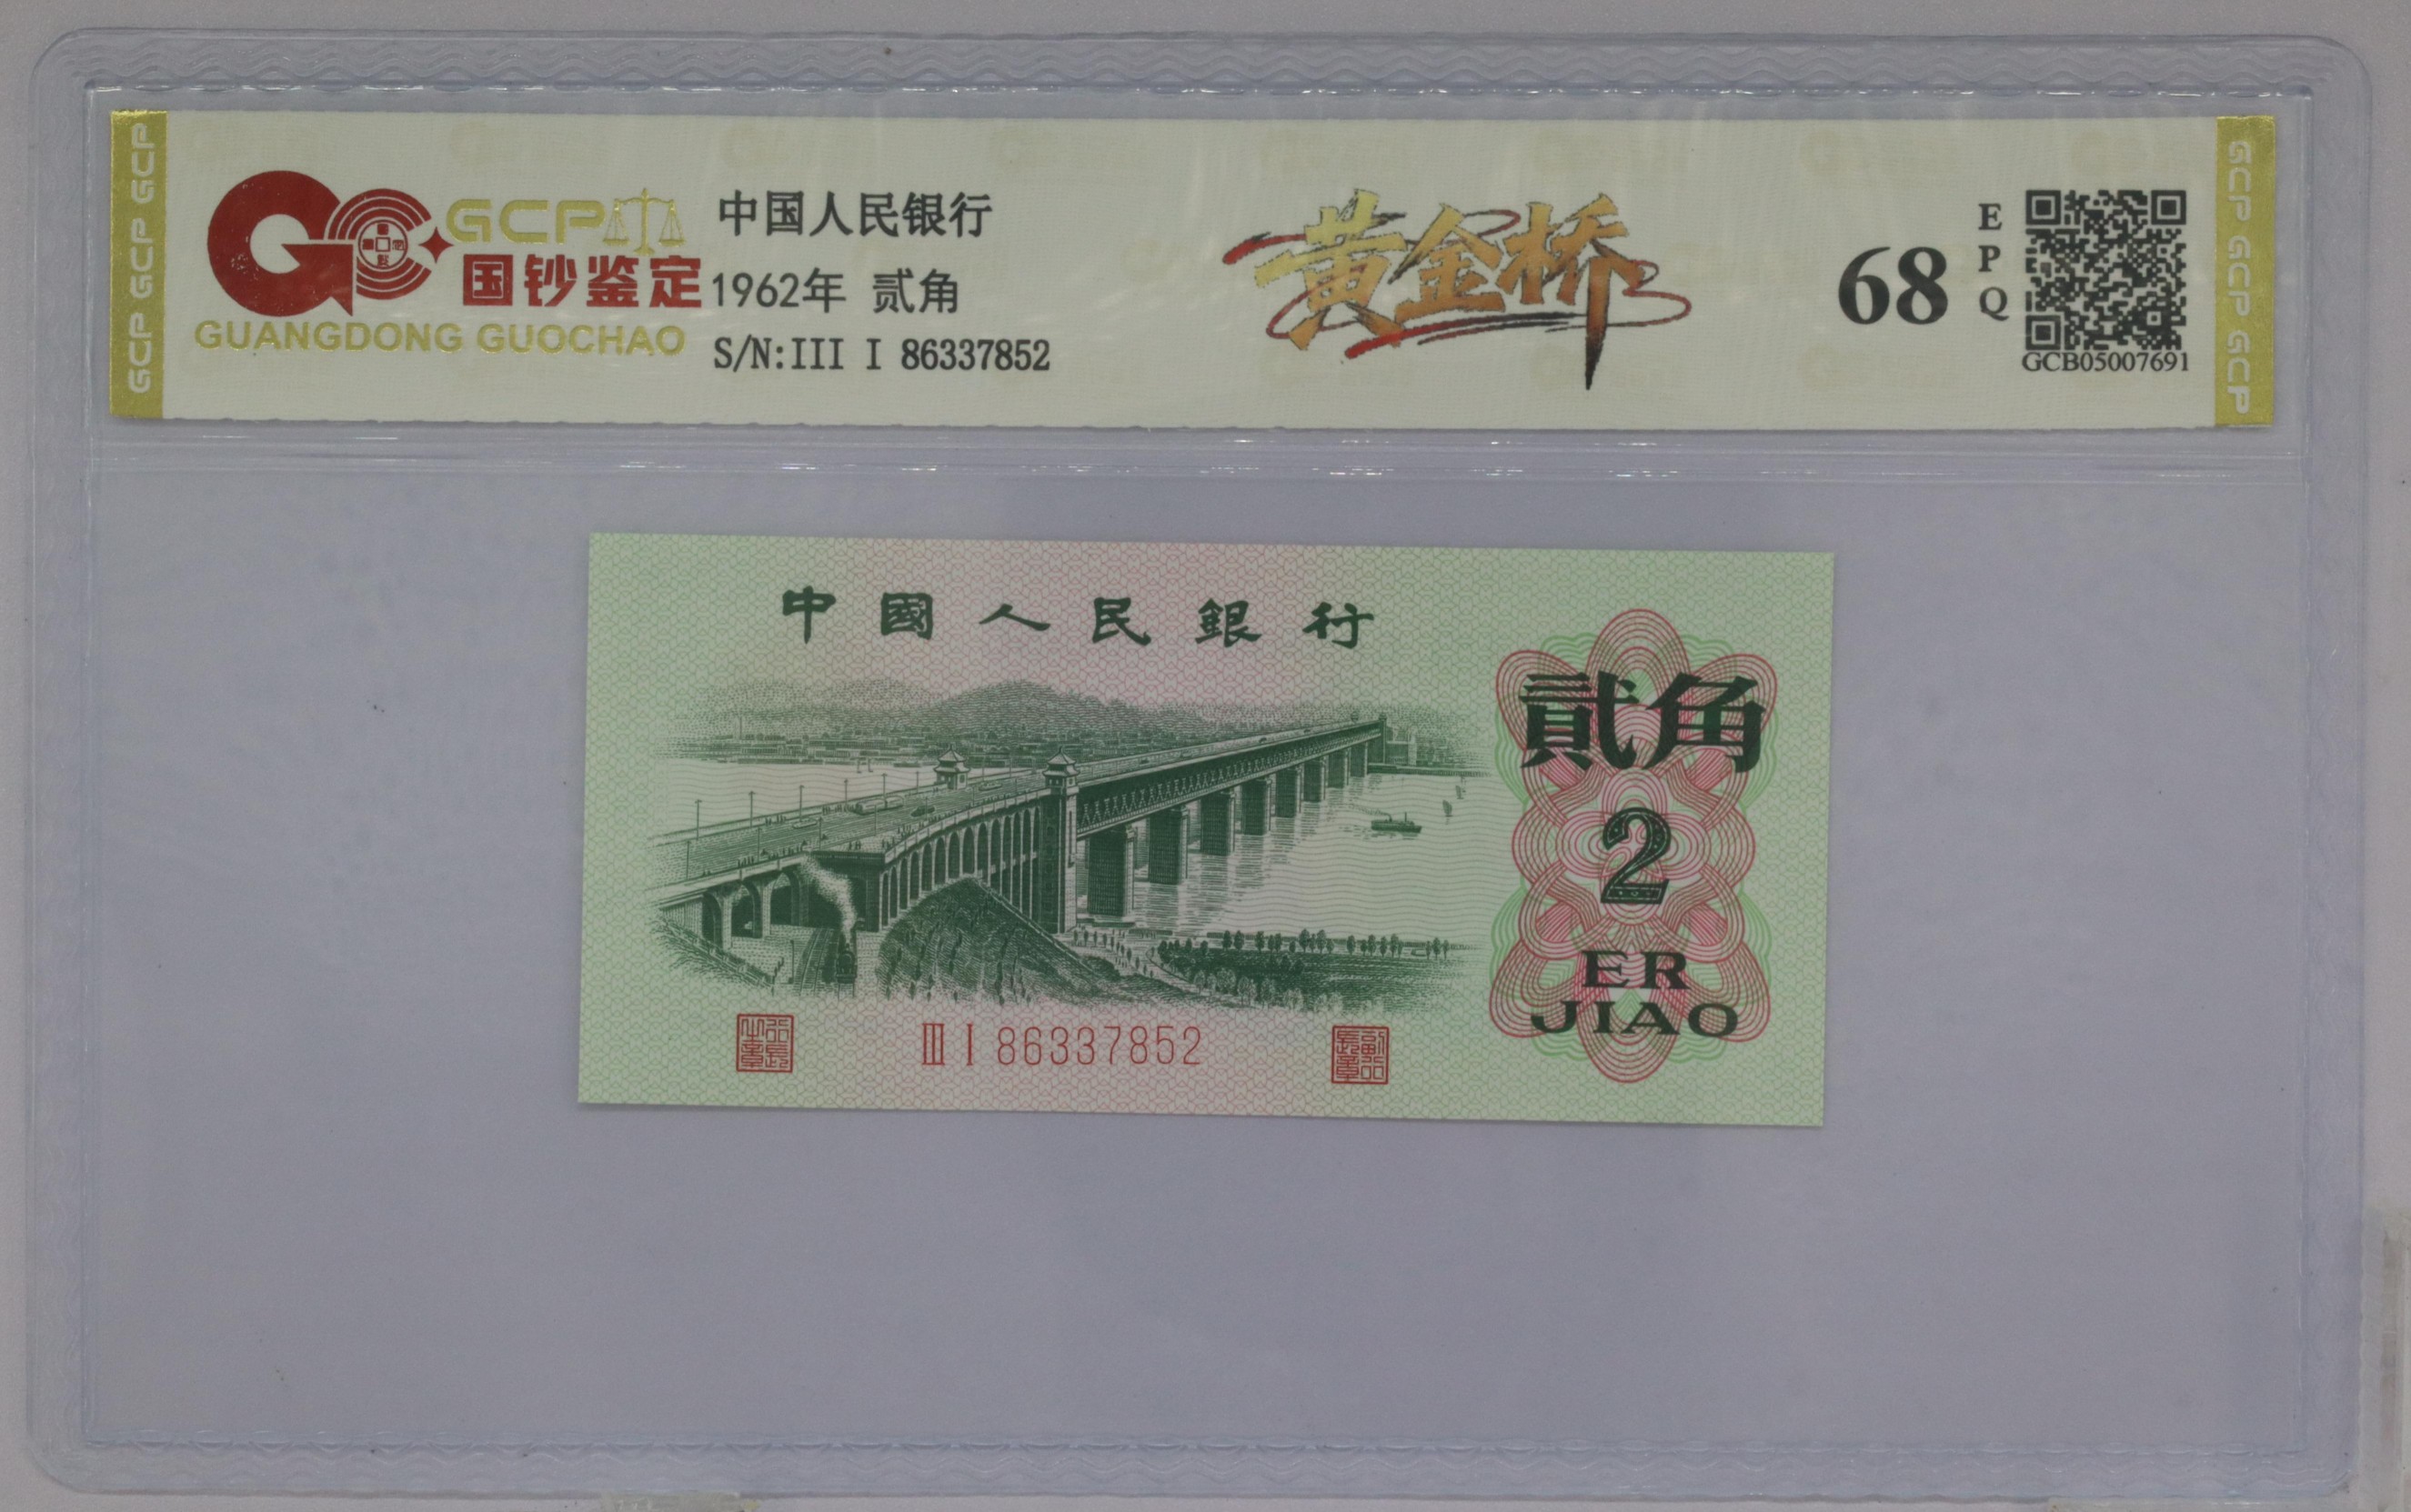 GCP GCP GCP
GCP
国钞鉴定
GUANGDONG GUOCHAO
中国人民银行
1962年 贰角
S/N:III I 86337852
黄金桥
68
EPQ
GCB05007691
GCP GCP GCP
中國人民銀行
貳角
2
ER
JIAO
III I 86337852